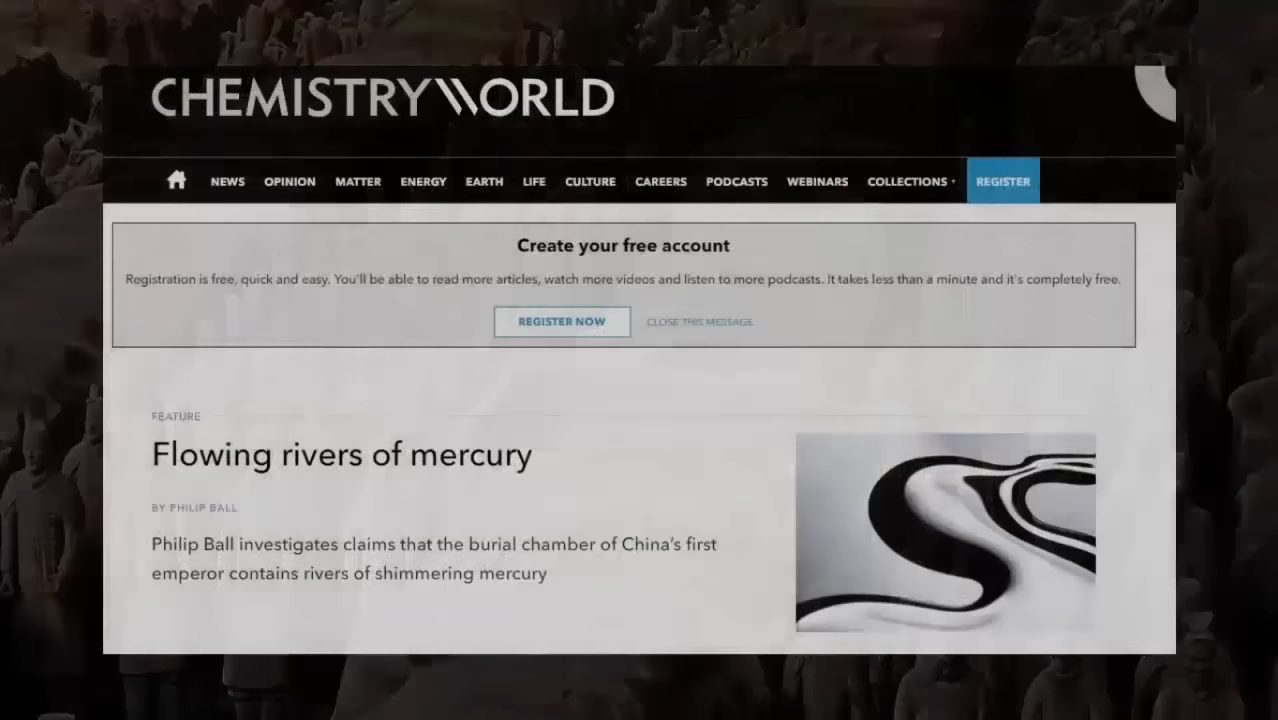 CHEMISTRY WORLD
NEWS OPINION MATTER ENERGY EARTH LIFE CULTURE CAREERS PODCASTS WEBINARS COLLECTIONS REGISTER
Create your free account
Registration is free, quick and easy. You'll be able to read more articles, watch more videos and listen to more podcasts. It takes less than a minute and it's completely free.
REGISTER NOW CLOSE THIS MESSAGE
FEATURE
Flowing rivers of mercury
BY PHILIP BALL
Philip Ball investigates claims that the burial chamber of China's first
emperor contains rivers of shimmering mercury